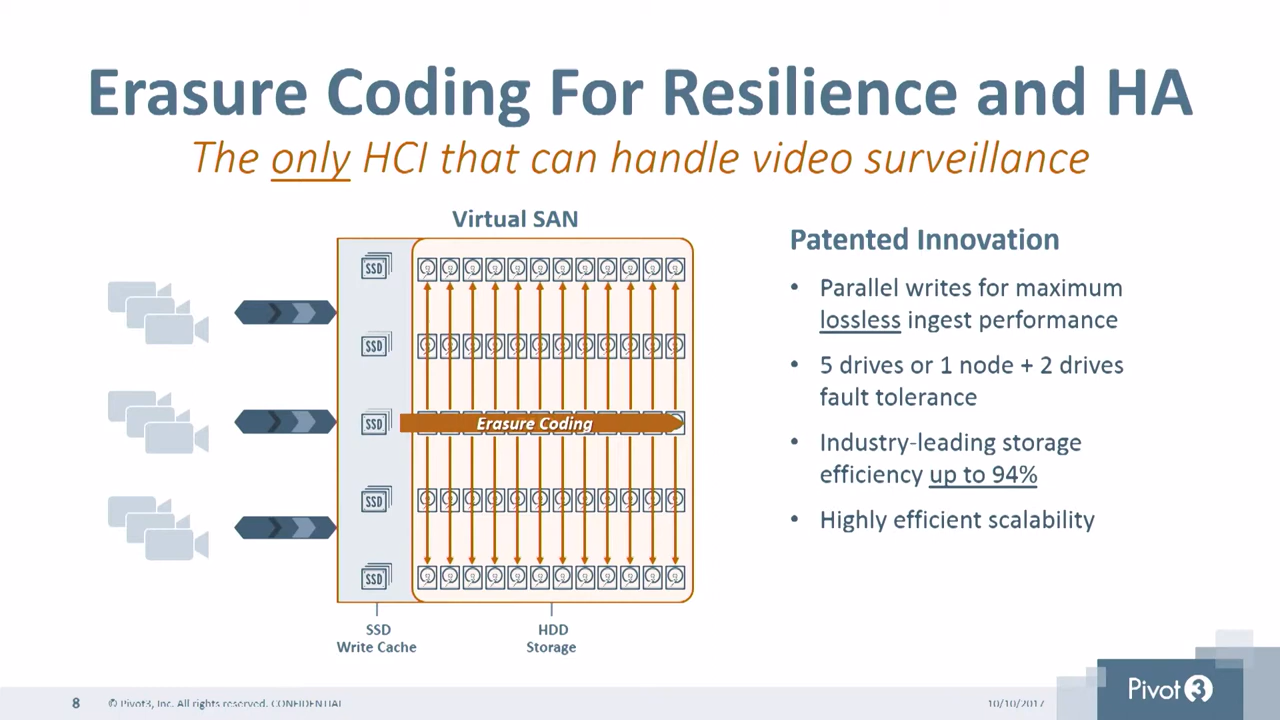 Erasure Coding For Resilience and HA
The only HCI that can handle video surveillance
Virtual SAN
SSD
SSD
SSD
SSD
SSD
Erasure Coding
SSD
Write Cache
HDD
Storage
Patented Innovation
• Parallel writes for maximum
lossless ingest performance
• 5 drives or 1 node + 2 drives
fault tolerance
• Industry-leading storage
efficiency up to 94%
• Highly efficient scalability
8
© Pivot3, Inc. All rights reserved. CONFIDENTIAL
10/10/2017
Pivot3